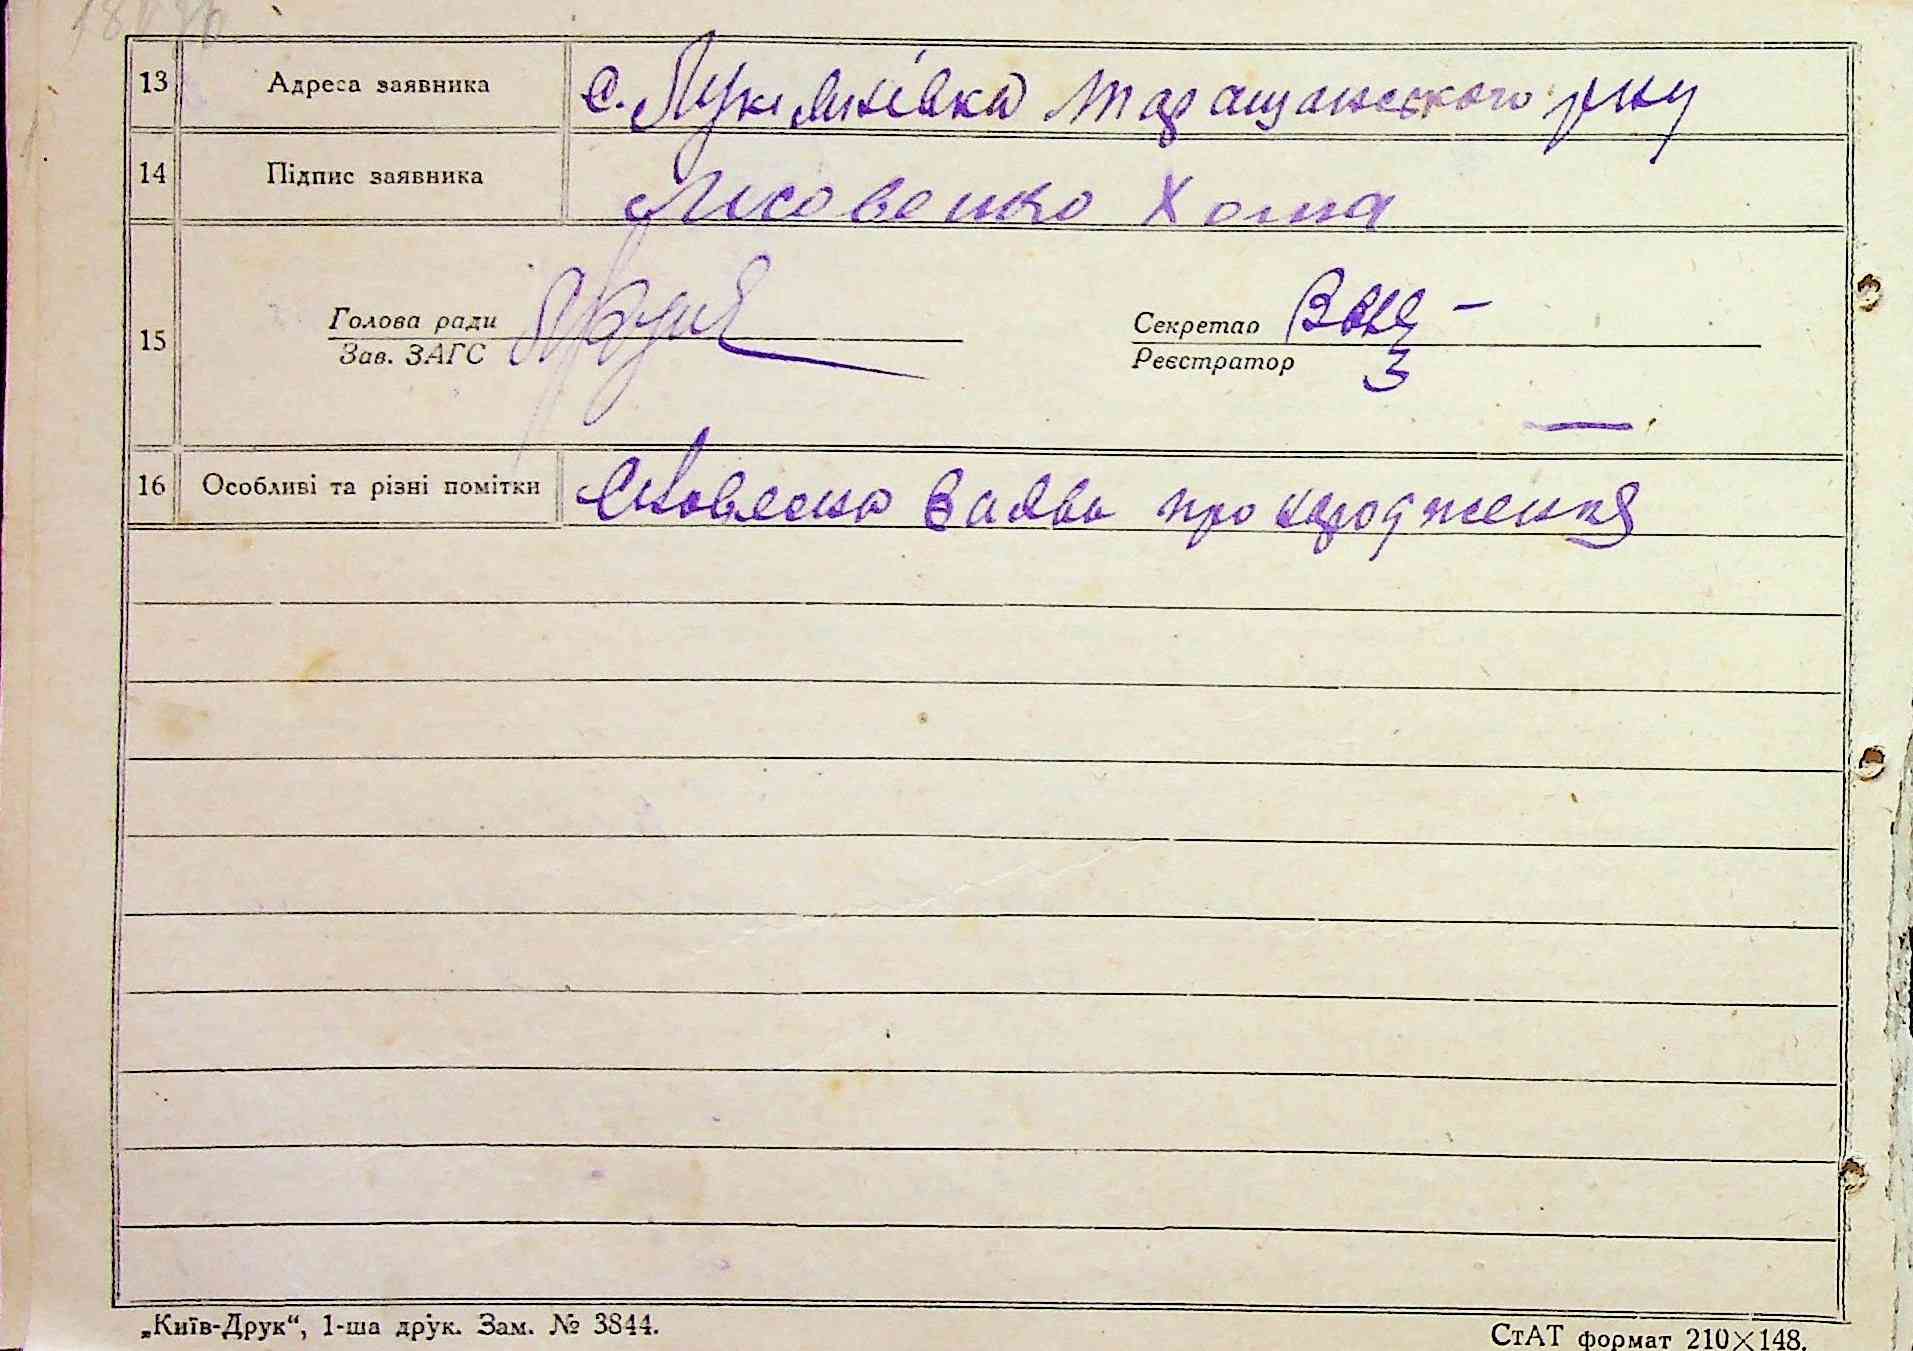 13 Адреса заявника с. Лукянівка Таращанського р-ну
14 Підпис заявника Лисовенко Хома
15 Голова ради Секретар
Зав. ЗАГС Реєстратор
16 Особливі та різні помітки Словесна заява про народження
„Київ-Друк“, 1-ша друк. Зам. № 3844.
СтАТ формат 210×148.